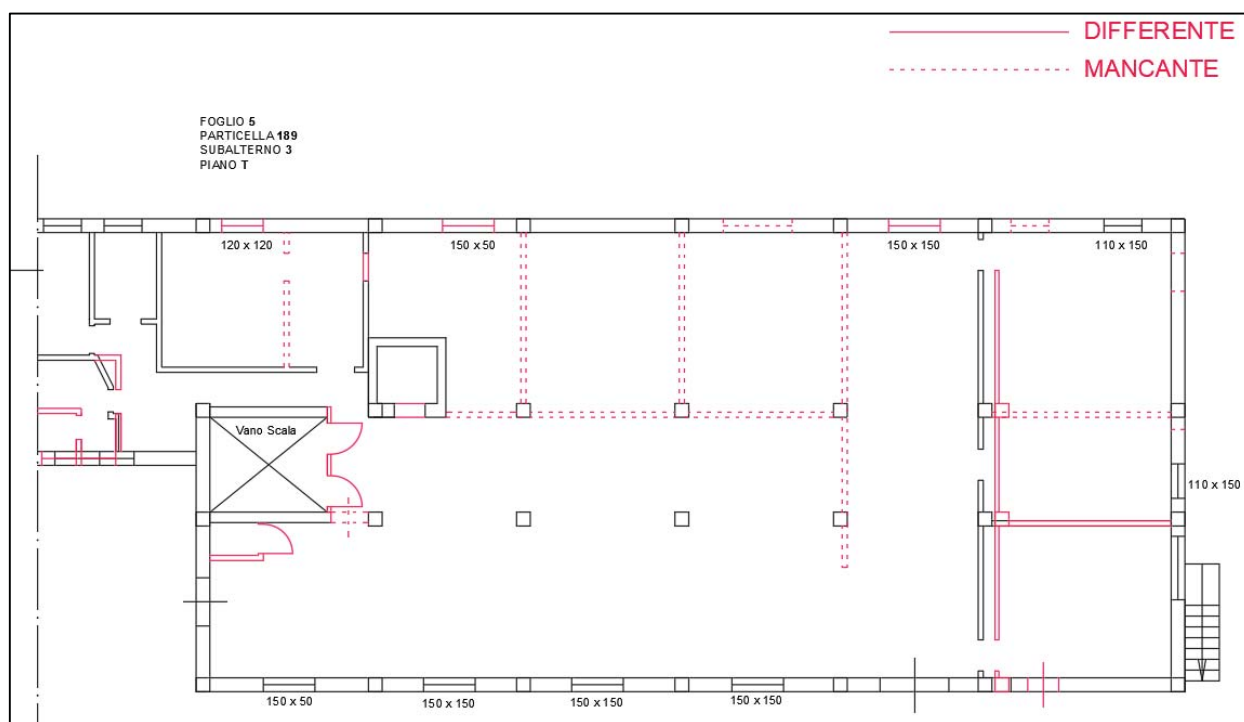 DIFFERENTE
MANCANTE
FOGLIO 5
PARTICELLA 189
SUBALTERNO 3
PIANO T
120 x 120
150 x 50
150 x 150
110 x 150
Vano Scala
110 x 150
150 x 50
150 x 150
150 x 150
150 x 150